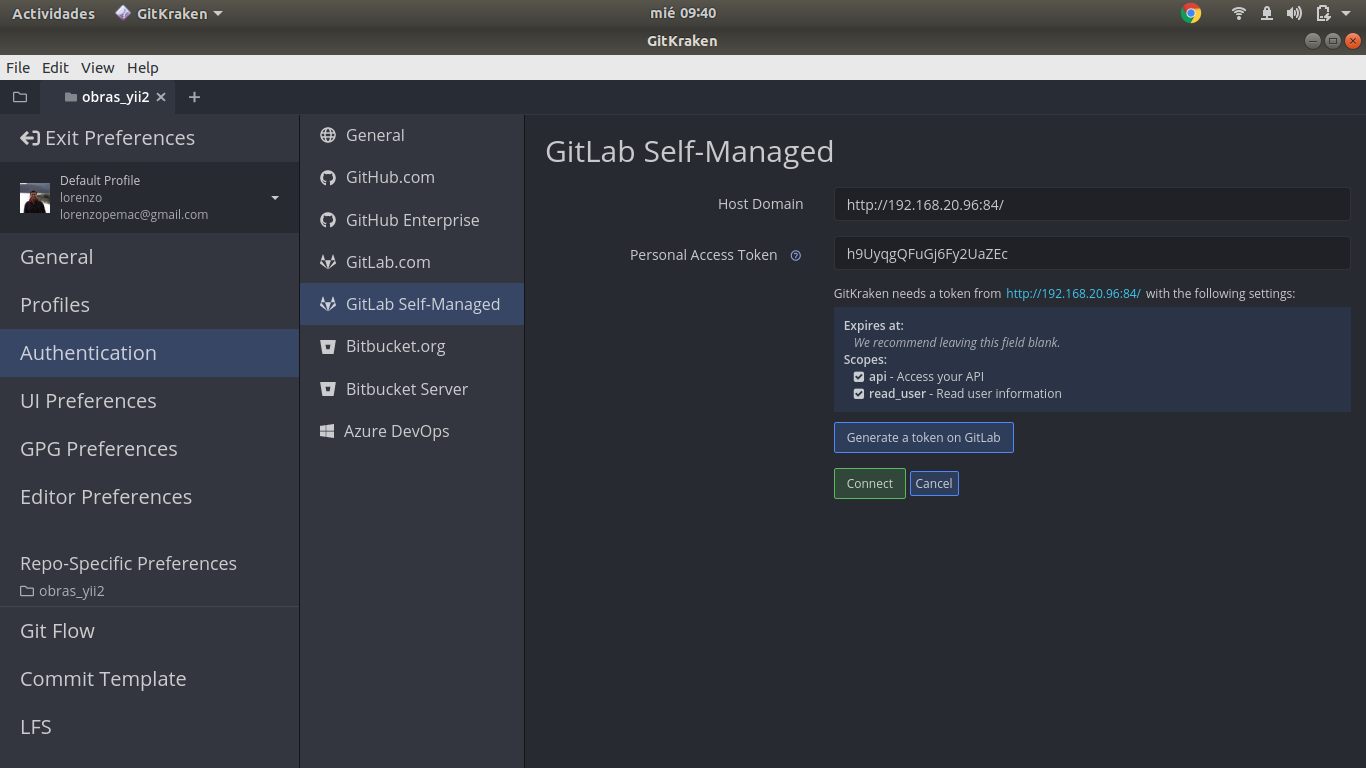 Actividades GitKraken mié 09:40
GitKraken
File Edit View Help
obras_yii2
Exit Preferences
Default Profile
lorenzo
lorenzopemac@gmail.com
General
Profiles
Authentication
UI Preferences
GPG Preferences
Editor Preferences
Repo-Specific Preferences
obras_yii2
Git Flow
Commit Template
LFS
General
GitHub.com
GitHub Enterprise
GitLab.com
GitLab Self-Managed
Bitbucket.org
Bitbucket Server
Azure DevOps
GitLab Self-Managed
Host Domain http://192.168.20.96:84/
Personal Access Token h9UyqgQFuGj6Fy2UaZEc
GitKraken needs a token from http://192.168.20.96:84/ with the following settings:
Expires at:
We recommend leaving this field blank.
Scopes:
api - Access your API
read_user - Read user information
Generate a token on GitLab
Connect Cancel